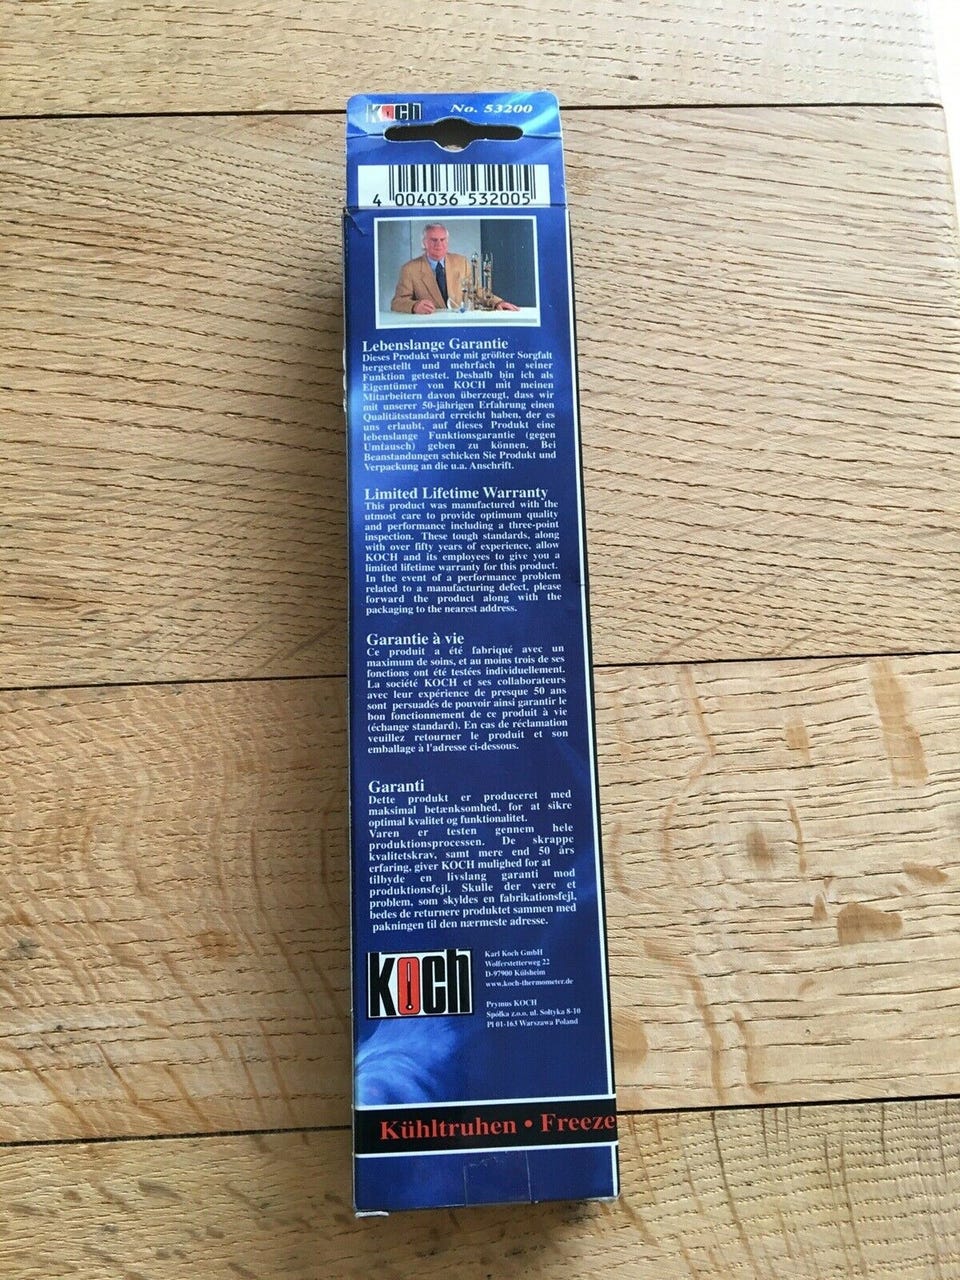 KOCH No. 53200
4 004036 532005
Lebenslange Garantie
Dieses Produkt wurde mit größter Sorgfalt
hergestellt und mehrfach in seiner
Funktion getestet. Deshalb bin ich als
Eigentümer von KOCH mit meinen
Mitarbeitern davon überzeugt, dass wir
mit unserer 50-jährigen Erfahrung einen
Qualitätsstandard erreicht haben, der es
uns erlaubt, auf dieses Produkt eine
lebenslange Funktionsgarantie (gegen
Umtausch) geben zu können. Bei
Beanstandungen schicken Sie Produkt und
Verpackung an die u.a. Anschrift.
Limited Lifetime Warranty
This product was manufactured with the
utmost care to provide optimum quality
and performance including a three-point
inspection. These tough standards, along
with over fifty years of experience, allow
KOCH and its employees to give you a
limited lifetime warranty for this product.
In the event of a performance problem
related to a manufacturing defect, please
forward the product along with the
packaging to the nearest address.
Garantie à vie
Ce produit a été fabriqué avec un
maximum de soins, et au moins trois de ses
fonctions ont été testées individuellement.
La société KOCH et ses collaborateurs
avec leur expérience de presque 50 ans
sont persuadés de pouvoir ainsi garantir le
bon fonctionnement de ce produit à vie
(échange standard). En cas de réclamation
veuillez retourner le produit et son
emballage à l'adresse ci-dessous.
Garanti
Dette produkt er produceret med
maksimal betænksomhed, for at sikre
optimal kvalitet og funktionalitet.
Varen er testen gennem hele
produktionsprocessen. De skrappe
kvalitetskrav, samt mere end 50 års
erfaring, giver KOCH mulighed for at
tilbyde en livslang garanti mod
produktionsfejl. Skulle der være et
problem, som skyldes en fabrikationsfejl,
bedes de returnere produktet sammen med
pakningen til den nærmeste adresse.
KOCH
Karl Koch GmbH
Wolferstetterweg 22
D-97900 Külsheim
www.koch-thermometer.de
Prymus KOCH
Spólka z.o.o. ul. Sołtyka 8-10
Pl 01-163 Warszawa Poland
Kühltruhen • Freeze